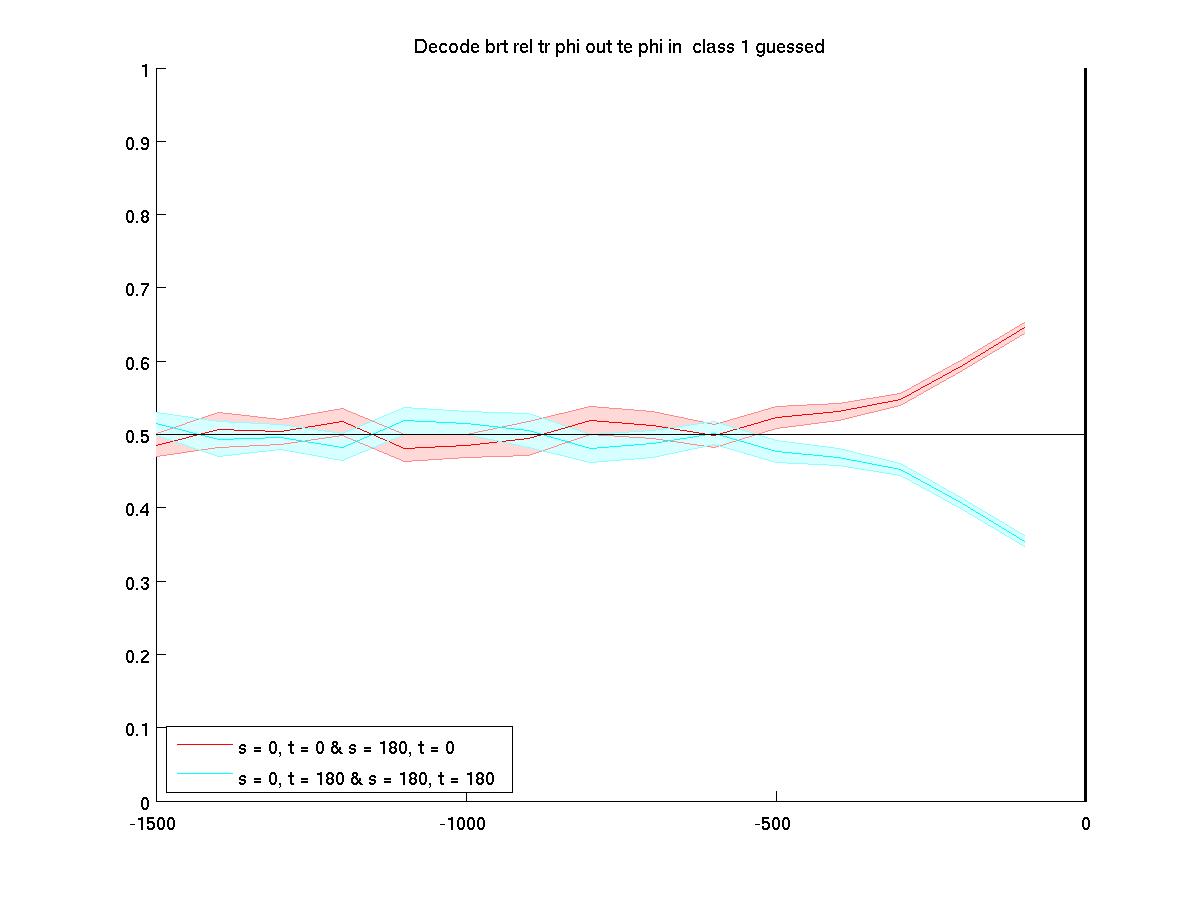 Decode brt rel tr phi out te phi in  class 1 guessed
1
0.9
0.8
0.7
0.6
0.5
0.4
0.3
0.2
0.1
0
s = 0, t = 0 & s = 180, t = 0
s = 0, t = 180 & s = 180, t = 180
-1500 -1000 -500 0